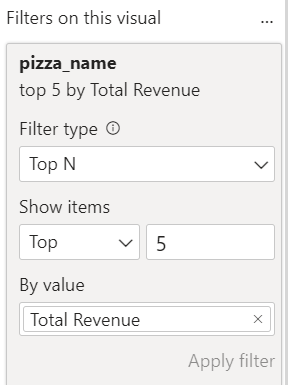 Filters on this visual ...
pizza_name
top 5 by Total Revenue
Filter type
Top N
Show items
Top 5
By value
Total Revenue
Apply filter